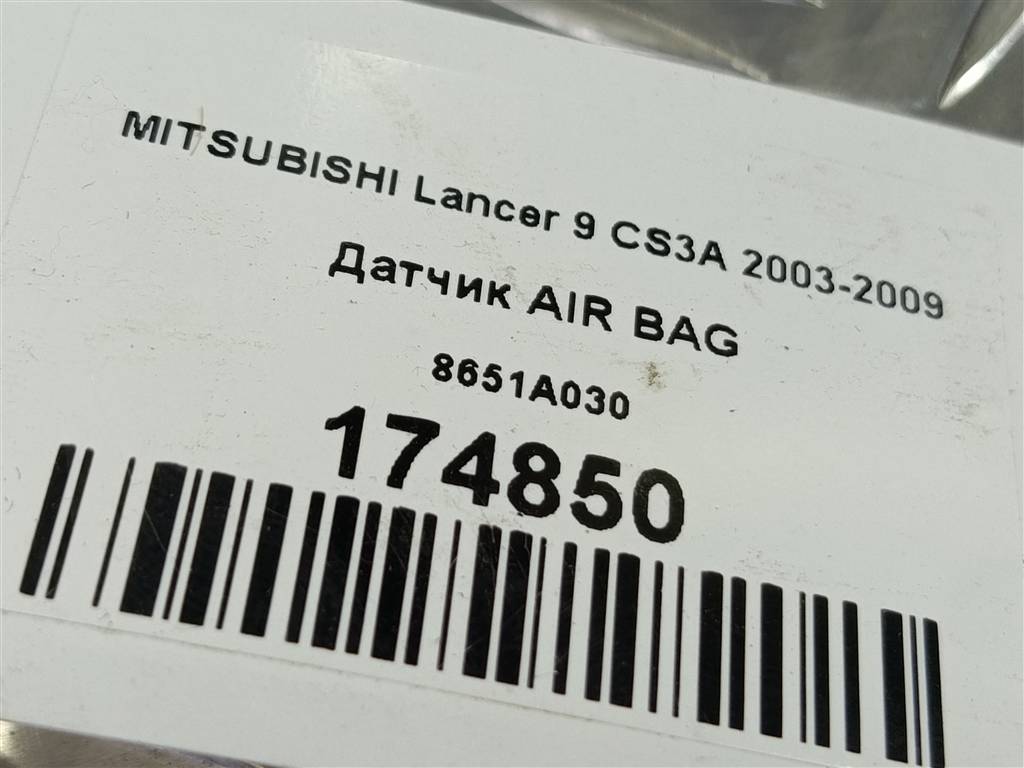 MITSUBISHI Lancer 9 CS3A 2003-2009
Датчик AIR BAG
8651A030
174850